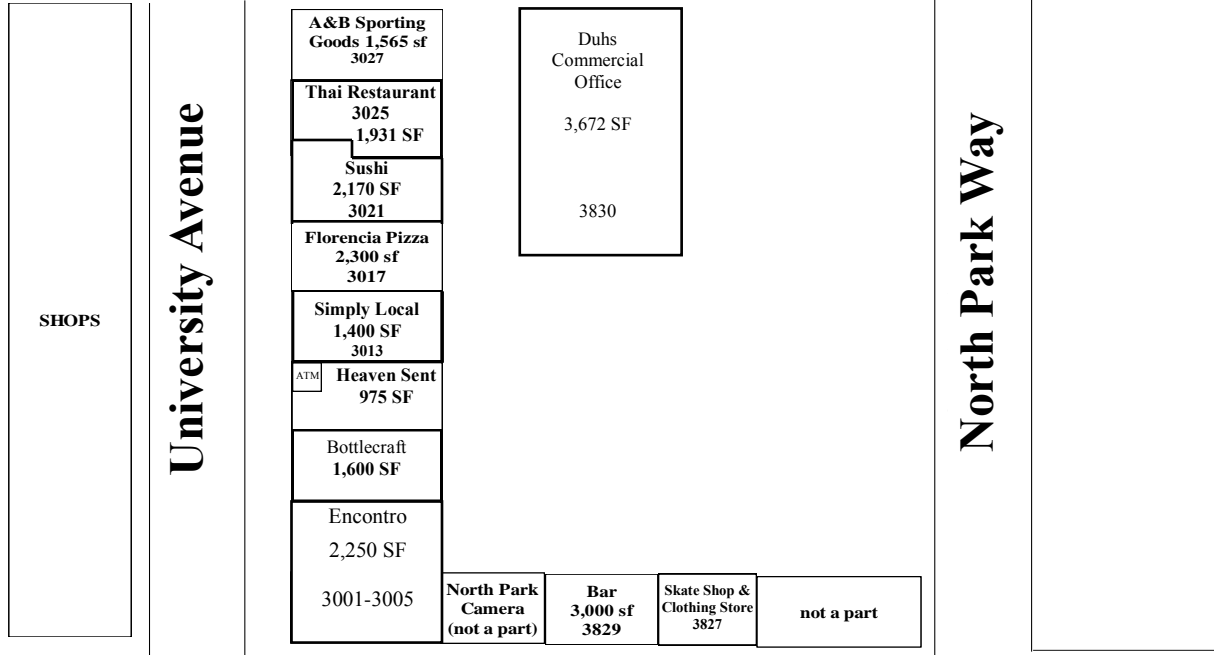 SHOPS
University Avenue
A&B Sporting
Goods 1,565 sf
3027
Thai Restaurant
3025
1,931 SF
Sushi
2,170 SF
3021
Florencia Pizza
2,300 sf
3017
Simply Local
1,400 SF
3013
ATM
Heaven Sent
975 SF
Bottlecraft
1,600 SF
Encontro
2,250 SF
3001-3005
North Park
Camera
(not a part)
Bar
3,000 sf
3829
Skate Shop &
Clothing Store
3827
not a part
Duhs
Commercial
Office
3,672 SF
3830
North Park Way